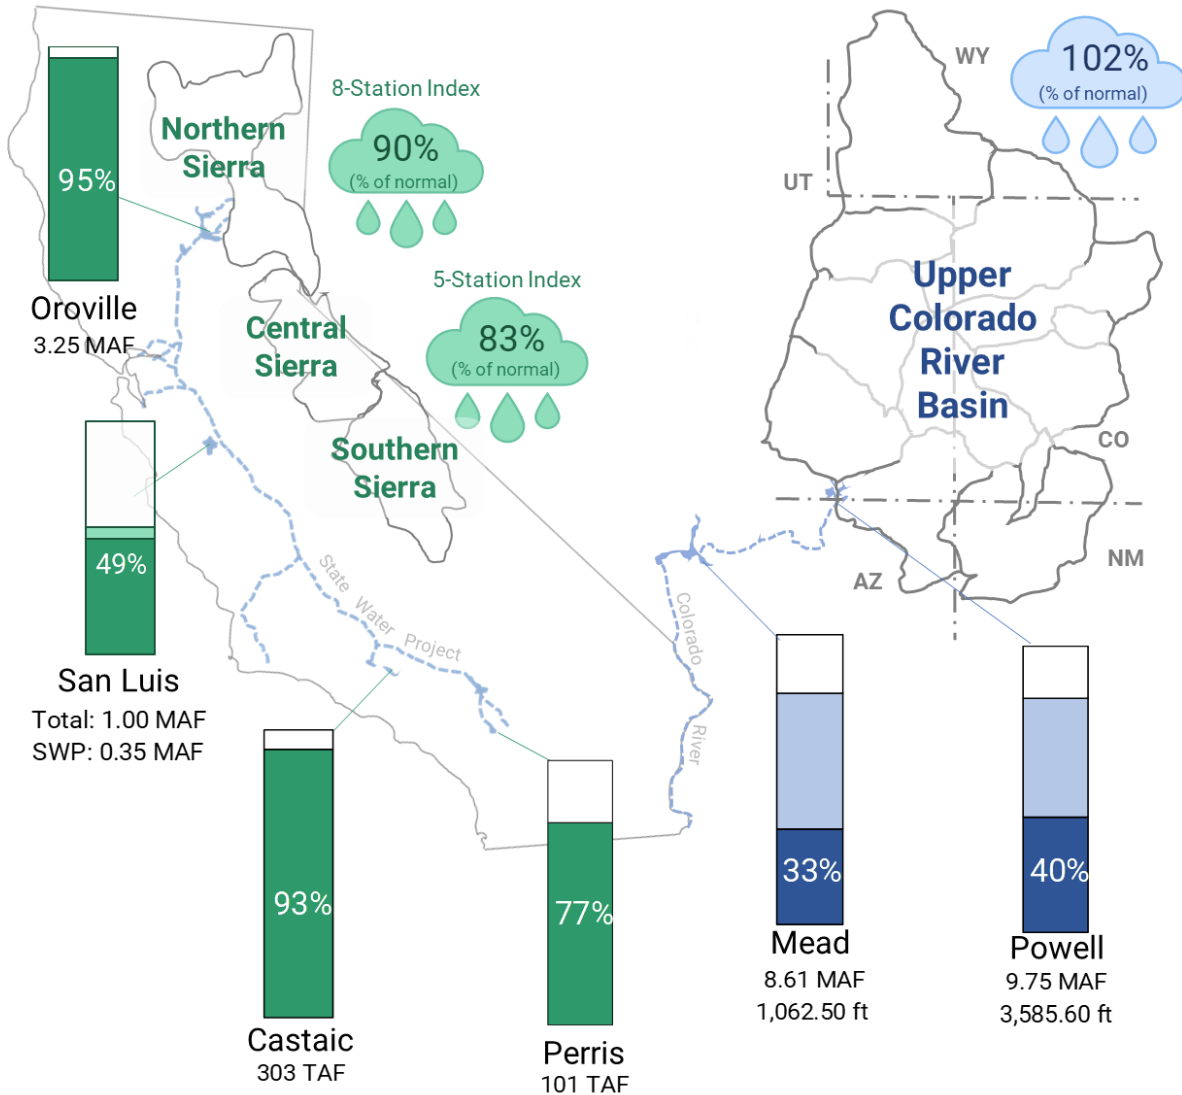 WY
102%
(% of normal)
8-Station Index
90%
(% of normal)
Northern
Sierra
95%
UT
Oroville
3.25 MAF
5-Station Index
83%
(% of normal)
Central
Sierra
Upper
Colorado
River
Basin
Southern
Sierra
CO
49%
San Luis
Total: 1.00 MAF
SWP: 0.35 MAF
State Water Project
Colorado
River
AZ
NM
93%
Castaic
303 TAF
77%
Perris
101 TAF
33%
Mead
8.61 MAF
1,062.50 ft
40%
Powell
9.75 MAF
3,585.60 ft